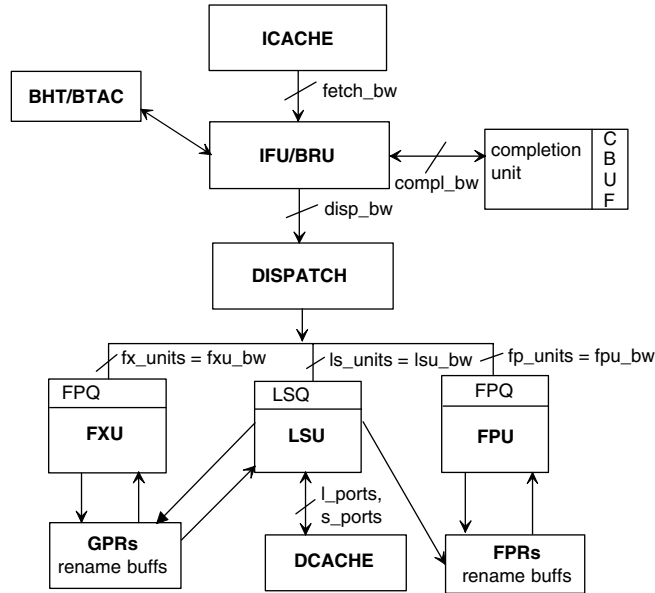 ICACHE
fetch_bw
BHT/BTAC
IFU/BRU
compl_bw
completion
unit
C
B
U
F
disp_bw
DISPATCH
fx_units = fxu_bw
ls_units = lsu_bw
fp_units = fpu_bw
FPQ
FXU
LSQ
LSU
FPQ
FPU
l_ports,
s_ports
GPRs
rename buffs
DCACHE
FPRs
rename buffs